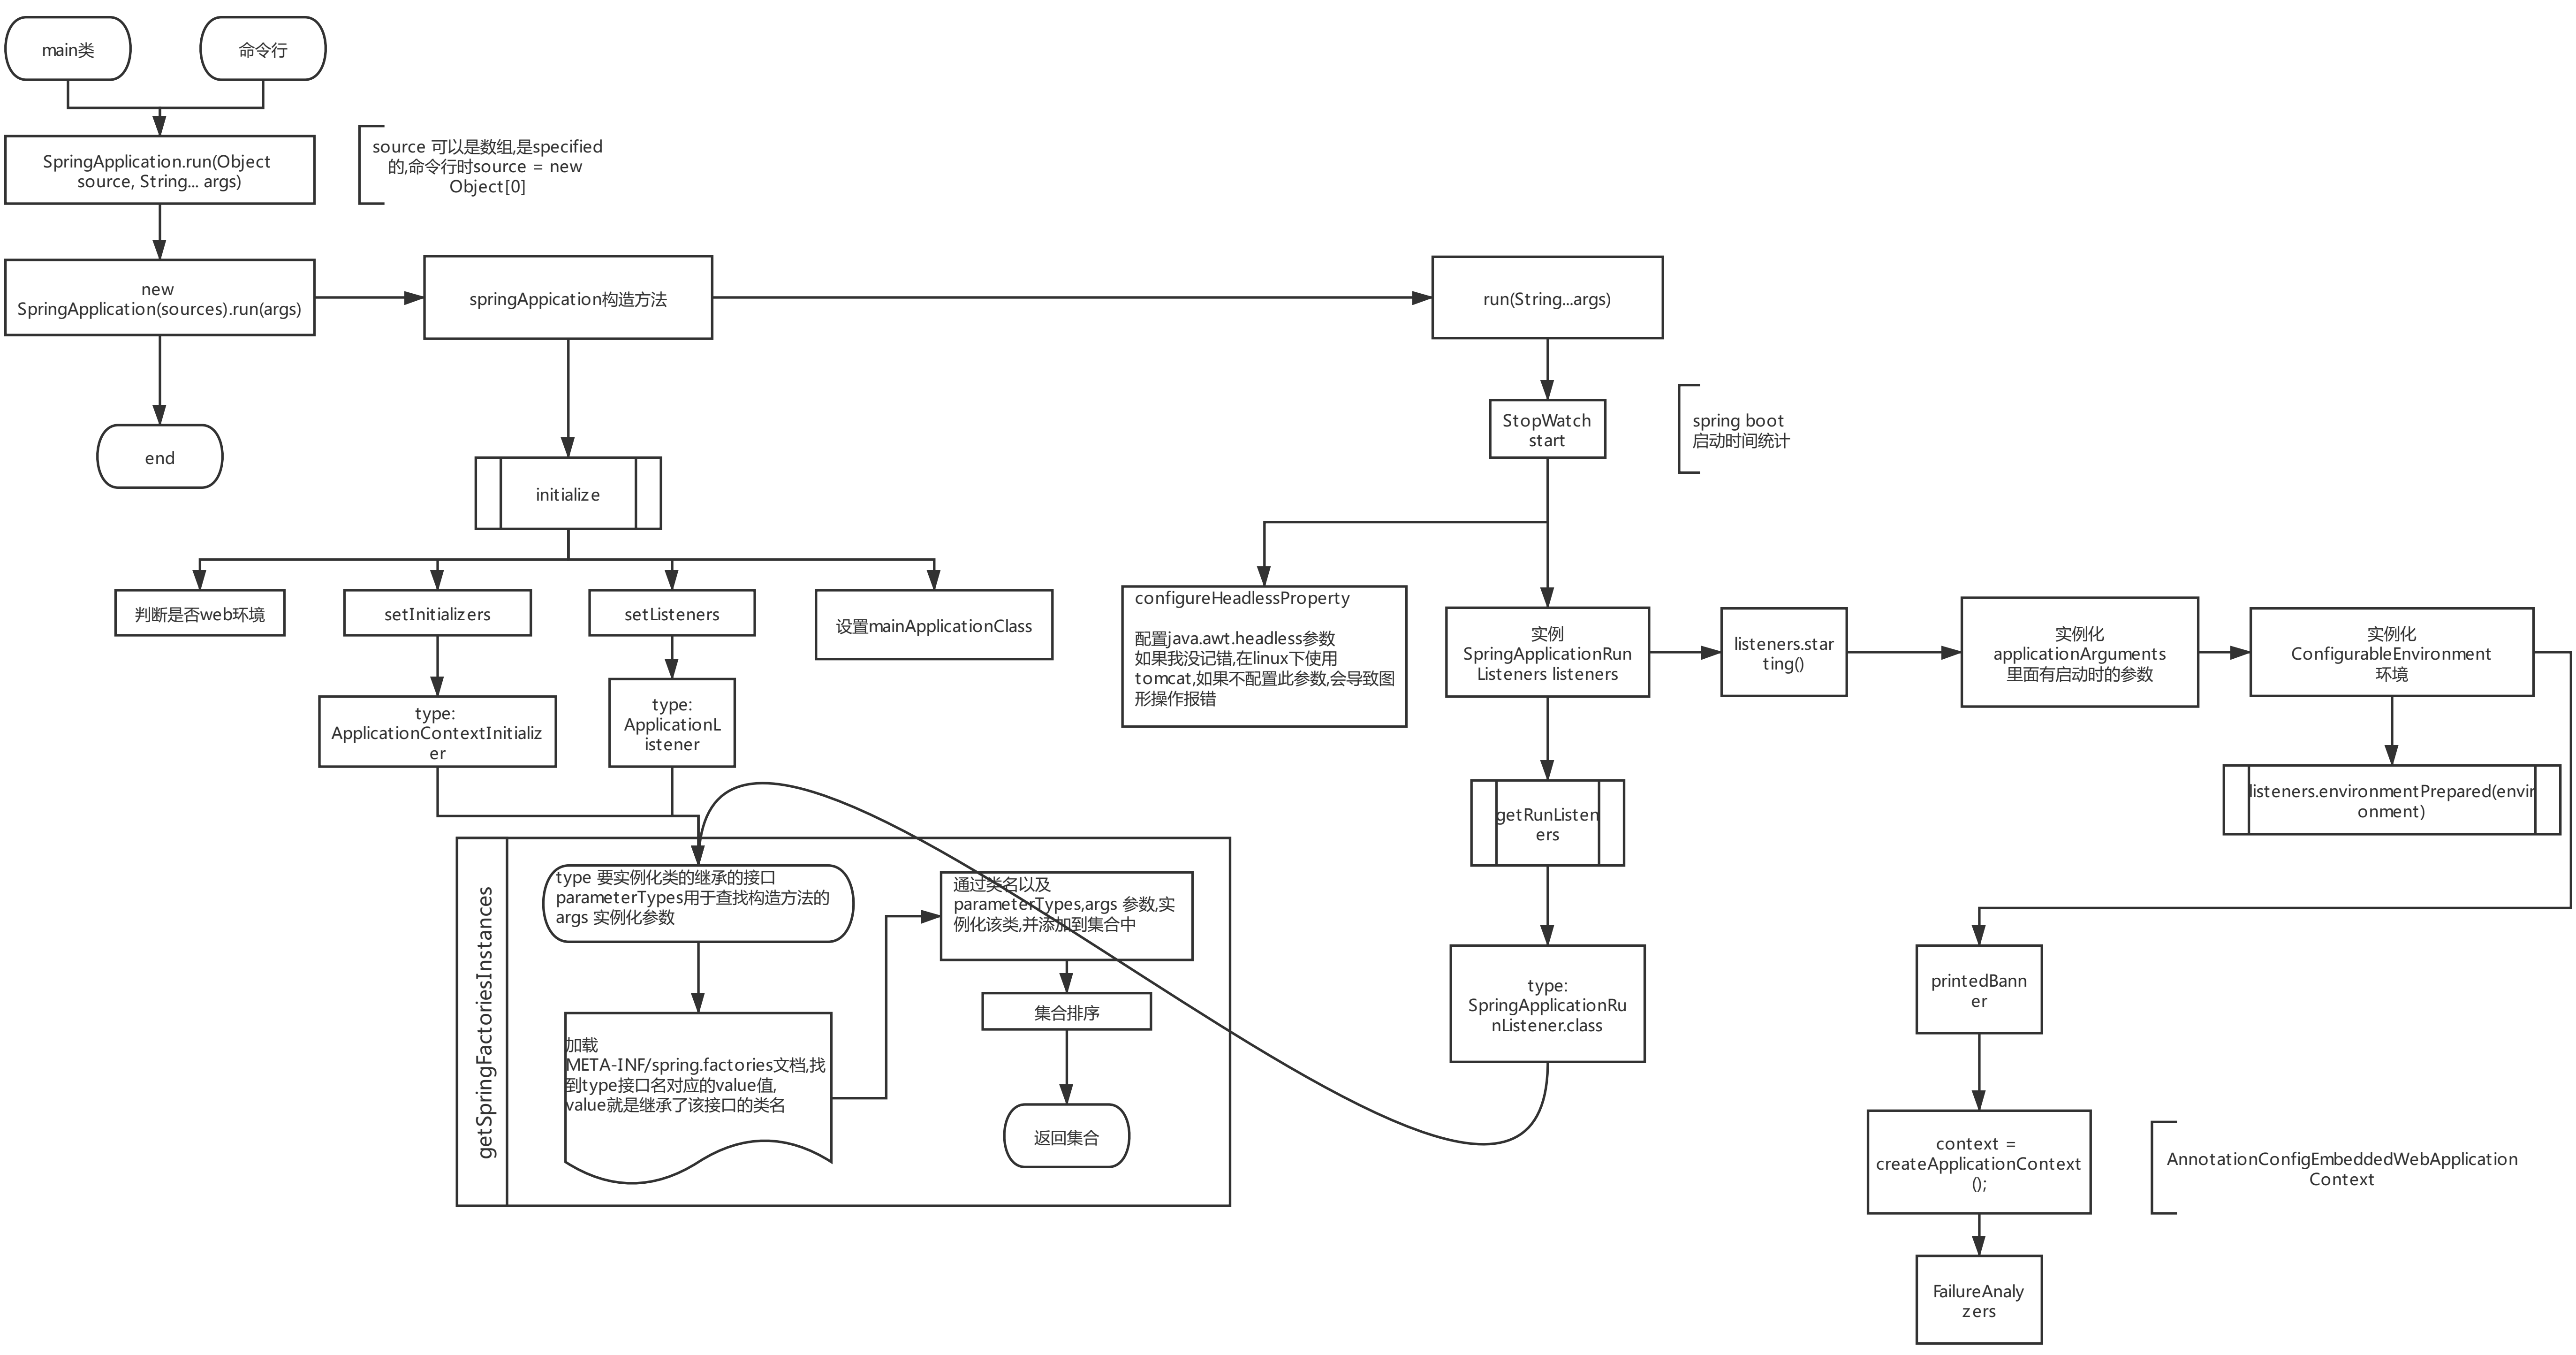 main类
命令行
SpringApplication.run(Object
source, String... args)
source 可以是数组,是specified
的,命令行时source = new
Object[0]
new
SpringApplication(sources).run(args)
springAppication构造方法
run(String...args)
end
StopWatch
start
spring boot
启动时间统计
initialize
判断是否web环境
setInitializers
setListeners
设置mainApplicationClass
type:
ApplicationContextInitializ
er
type:
ApplicationL
istener
configureHeadlessProperty
配置java.awt.headless参数
如果我没记错,在linux下使用
tomcat,如果不配置此参数,会导致图
形操作报错
实例
SpringApplicationRun
Listeners listeners
listeners.star
ting()
实例化
applicationArguments
里面有启动时的参数
实例化
ConfigurableEnvironment
环境
listeners.environmentPrepared(envir
onment)
getRunListen
ers
type:
SpringApplicationRu
nListener.class
getSpringFactoriesInstances
type 要实例化类的继承的接口
parameterTypes用于查找构造方法的
args 实例化参数
加载
META-INF/spring.factories文档,找
到type接口名对应的value值,
value就是继承了该接口的类名
通过类名以及
parameterTypes,args 参数,实
例化该类,并添加到集合中
集合排序
返回集合
printedBann
er
context =
createApplicationContext
();
AnnotationConfigEmbeddedWebApplication
Context
FailureAnaly
zers